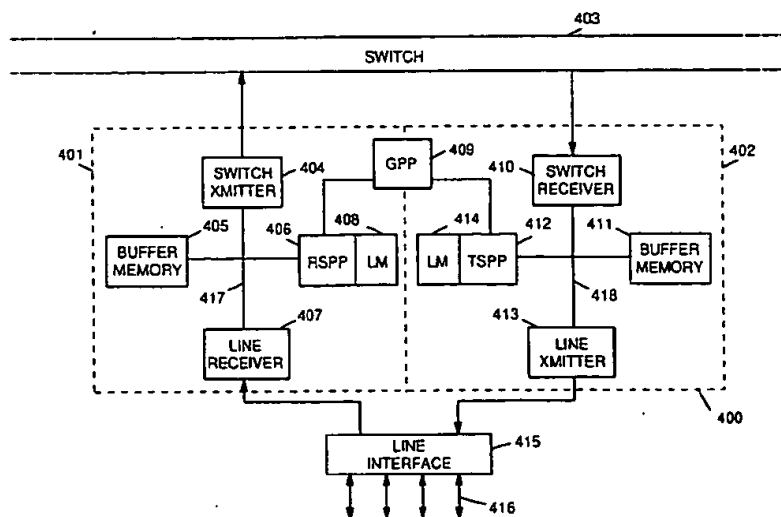 403
SWITCH
401
402
GPP
409
SWITCH
XMITTER
404
410
SWITCH
RECEIVER
405
BUFFER
MEMORY
406
408
RSPP
LM
414
412
LM
TSPP
411
BUFFER
MEMORY
417
418
407
LINE
RECEIVER
413
LINE
XMITTER
400
LINE
INTERFACE
415
416